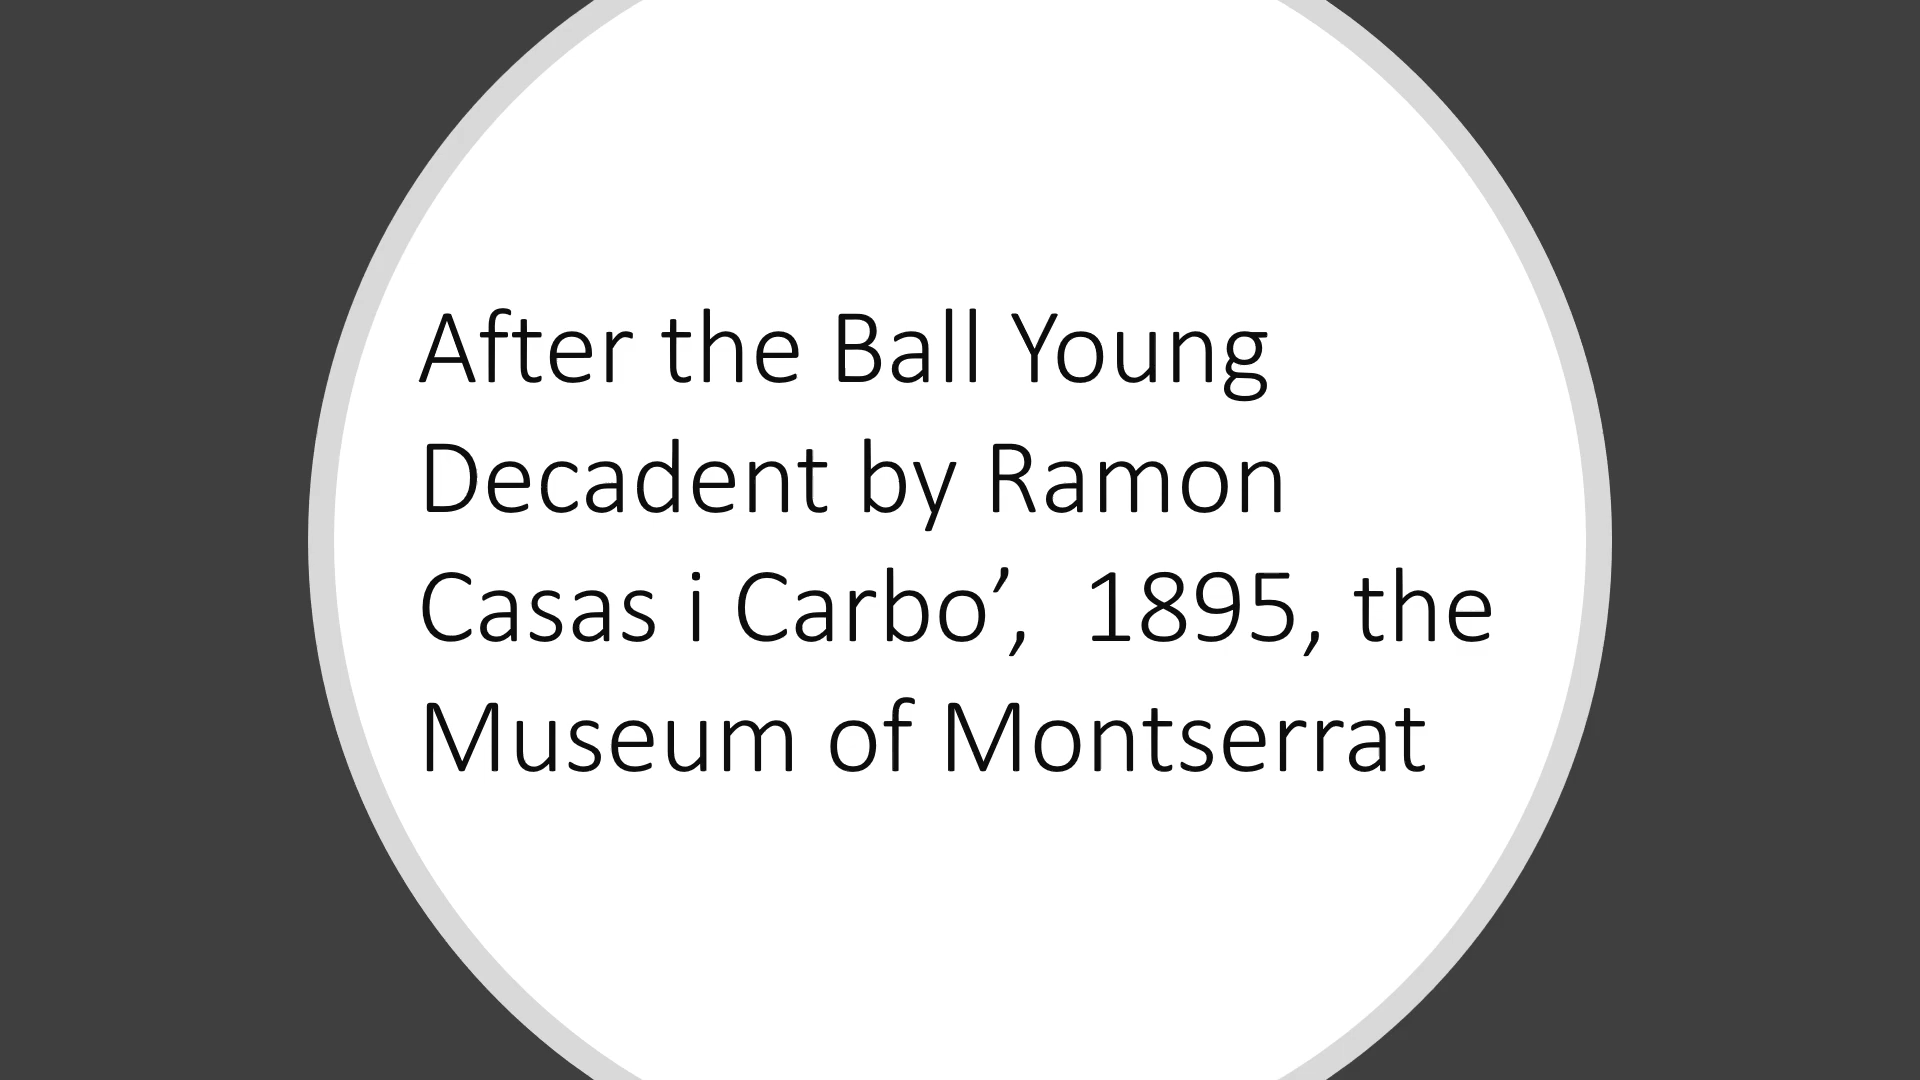 After the Ball Young
Decadent by Ramon
Casas i Carbo’,  1895, the
Museum of Montserrat